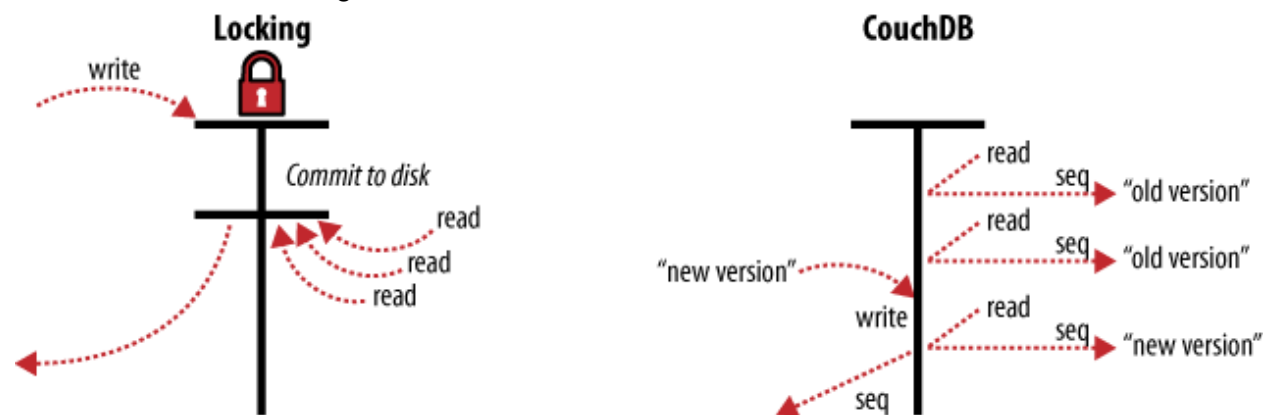 Locking
write
Commit to disk
read
read
read
CouchDB
read
seq
“old version”
read
seq
“old version”
“new version”
write
read
seq
“new version”
seq